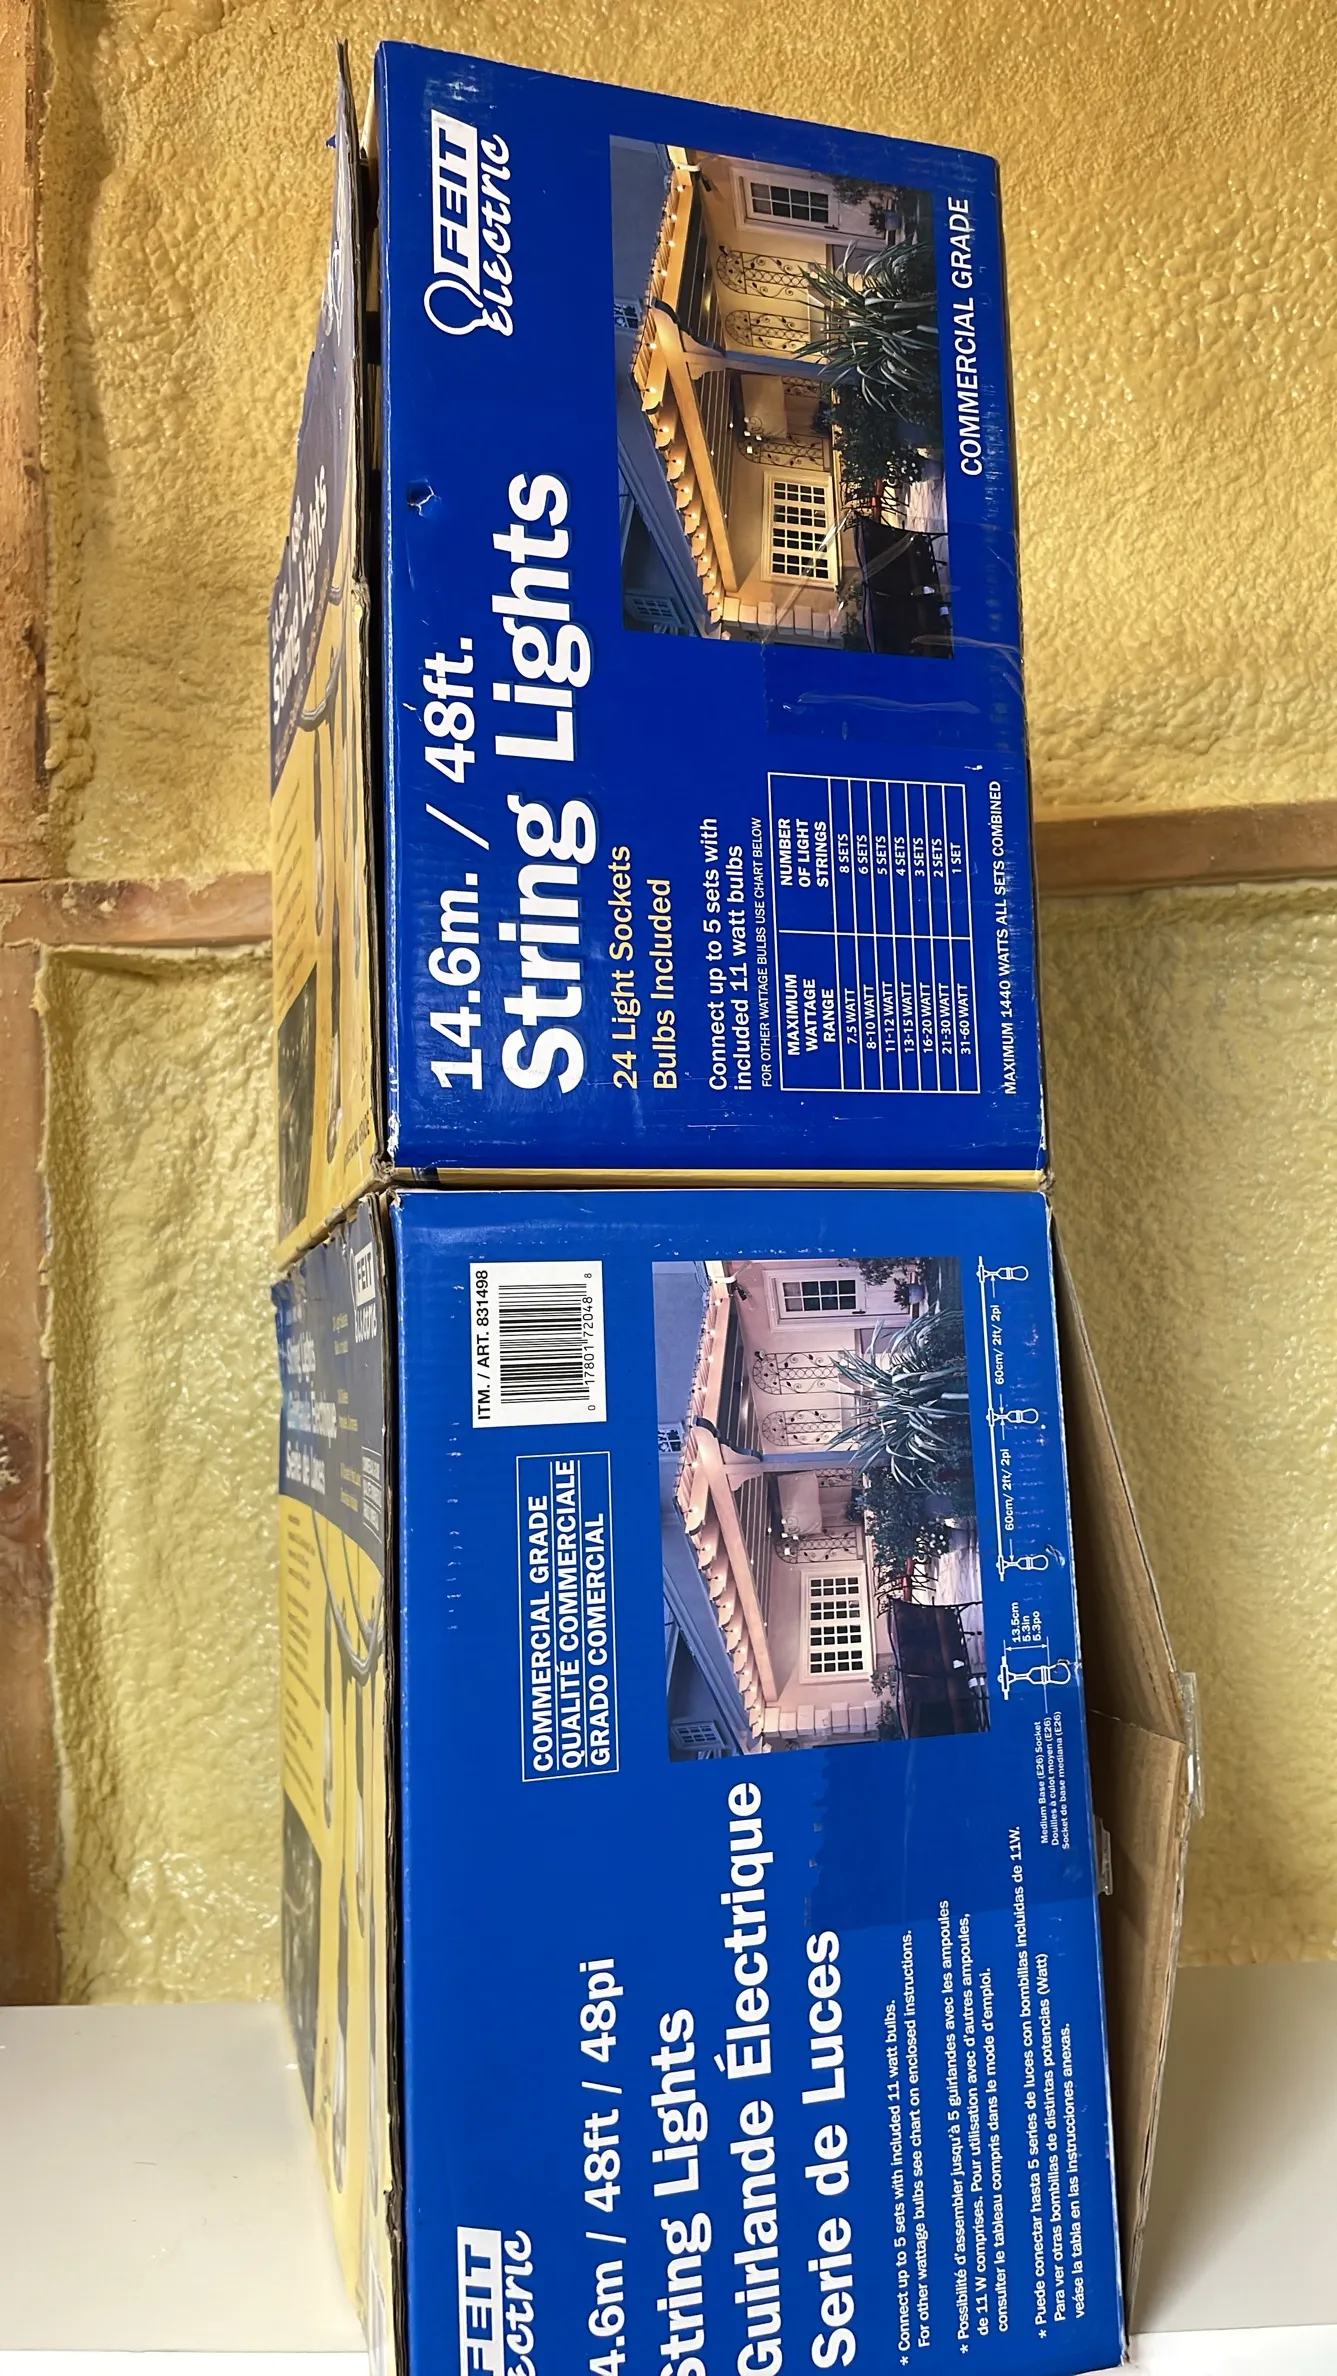 FEIT
Electric
14.6m. / 48ft.
String Lights
24 Light Sockets
Bulbs Included
Connect up to 5 sets with
included 11 watt bulbs
FOR OTHER WATTAGE BULBS USE CHART BELOW
MAXIMUM WATTAGE RANGE NUMBER OF LIGHT STRINGS
7.5 WATT 8 SETS
8-10 WATT 6 SETS
11-12 WATT 5 SETS
13-15 WATT 4 SETS
16-20 WATT 3 SETS
21-30 WATT 2 SETS
31-60 WATT 1 SET
MAXIMUM 1440 WATTS ALL SETS COMBINED
COMMERCIAL GRADE
String Lights
FEIT
Electric
ITM. / ART. 831498
0 17801 72048 8
COMMERCIAL GRADE
QUALITÉ COMMERCIALE
GRADO COMERCIAL
FEIT
ectric
4.6m / 48ft / 48pi
String Lights
Guirlande Électrique
Serie de Luces
* Connect up to 5 sets with included 11 watt bulbs.
For other wattage bulbs see chart on enclosed instructions.
* Possibilité d'assembler jusqu'à 5 guirlandes avec les ampoules
de 11 W comprises. Pour utilisation avec d'autres ampoules,
consulter le tableau compris dans le mode d'emploi.
* Puede conectar hasta 5 series de luces con bombillas incluidas de 11W.
Para ver otras bombillas de distintas potencias (Watt)
veáse la tabla en las instrucciones anexas.
60cm/ 2ft/ 2pl
60cm/ 2ft/ 2pl
13.5cm
5.3in
5.3po
Medium Base (E26) Socket
Douilles à culot moyen (E26)
Socket de base mediana (E26)